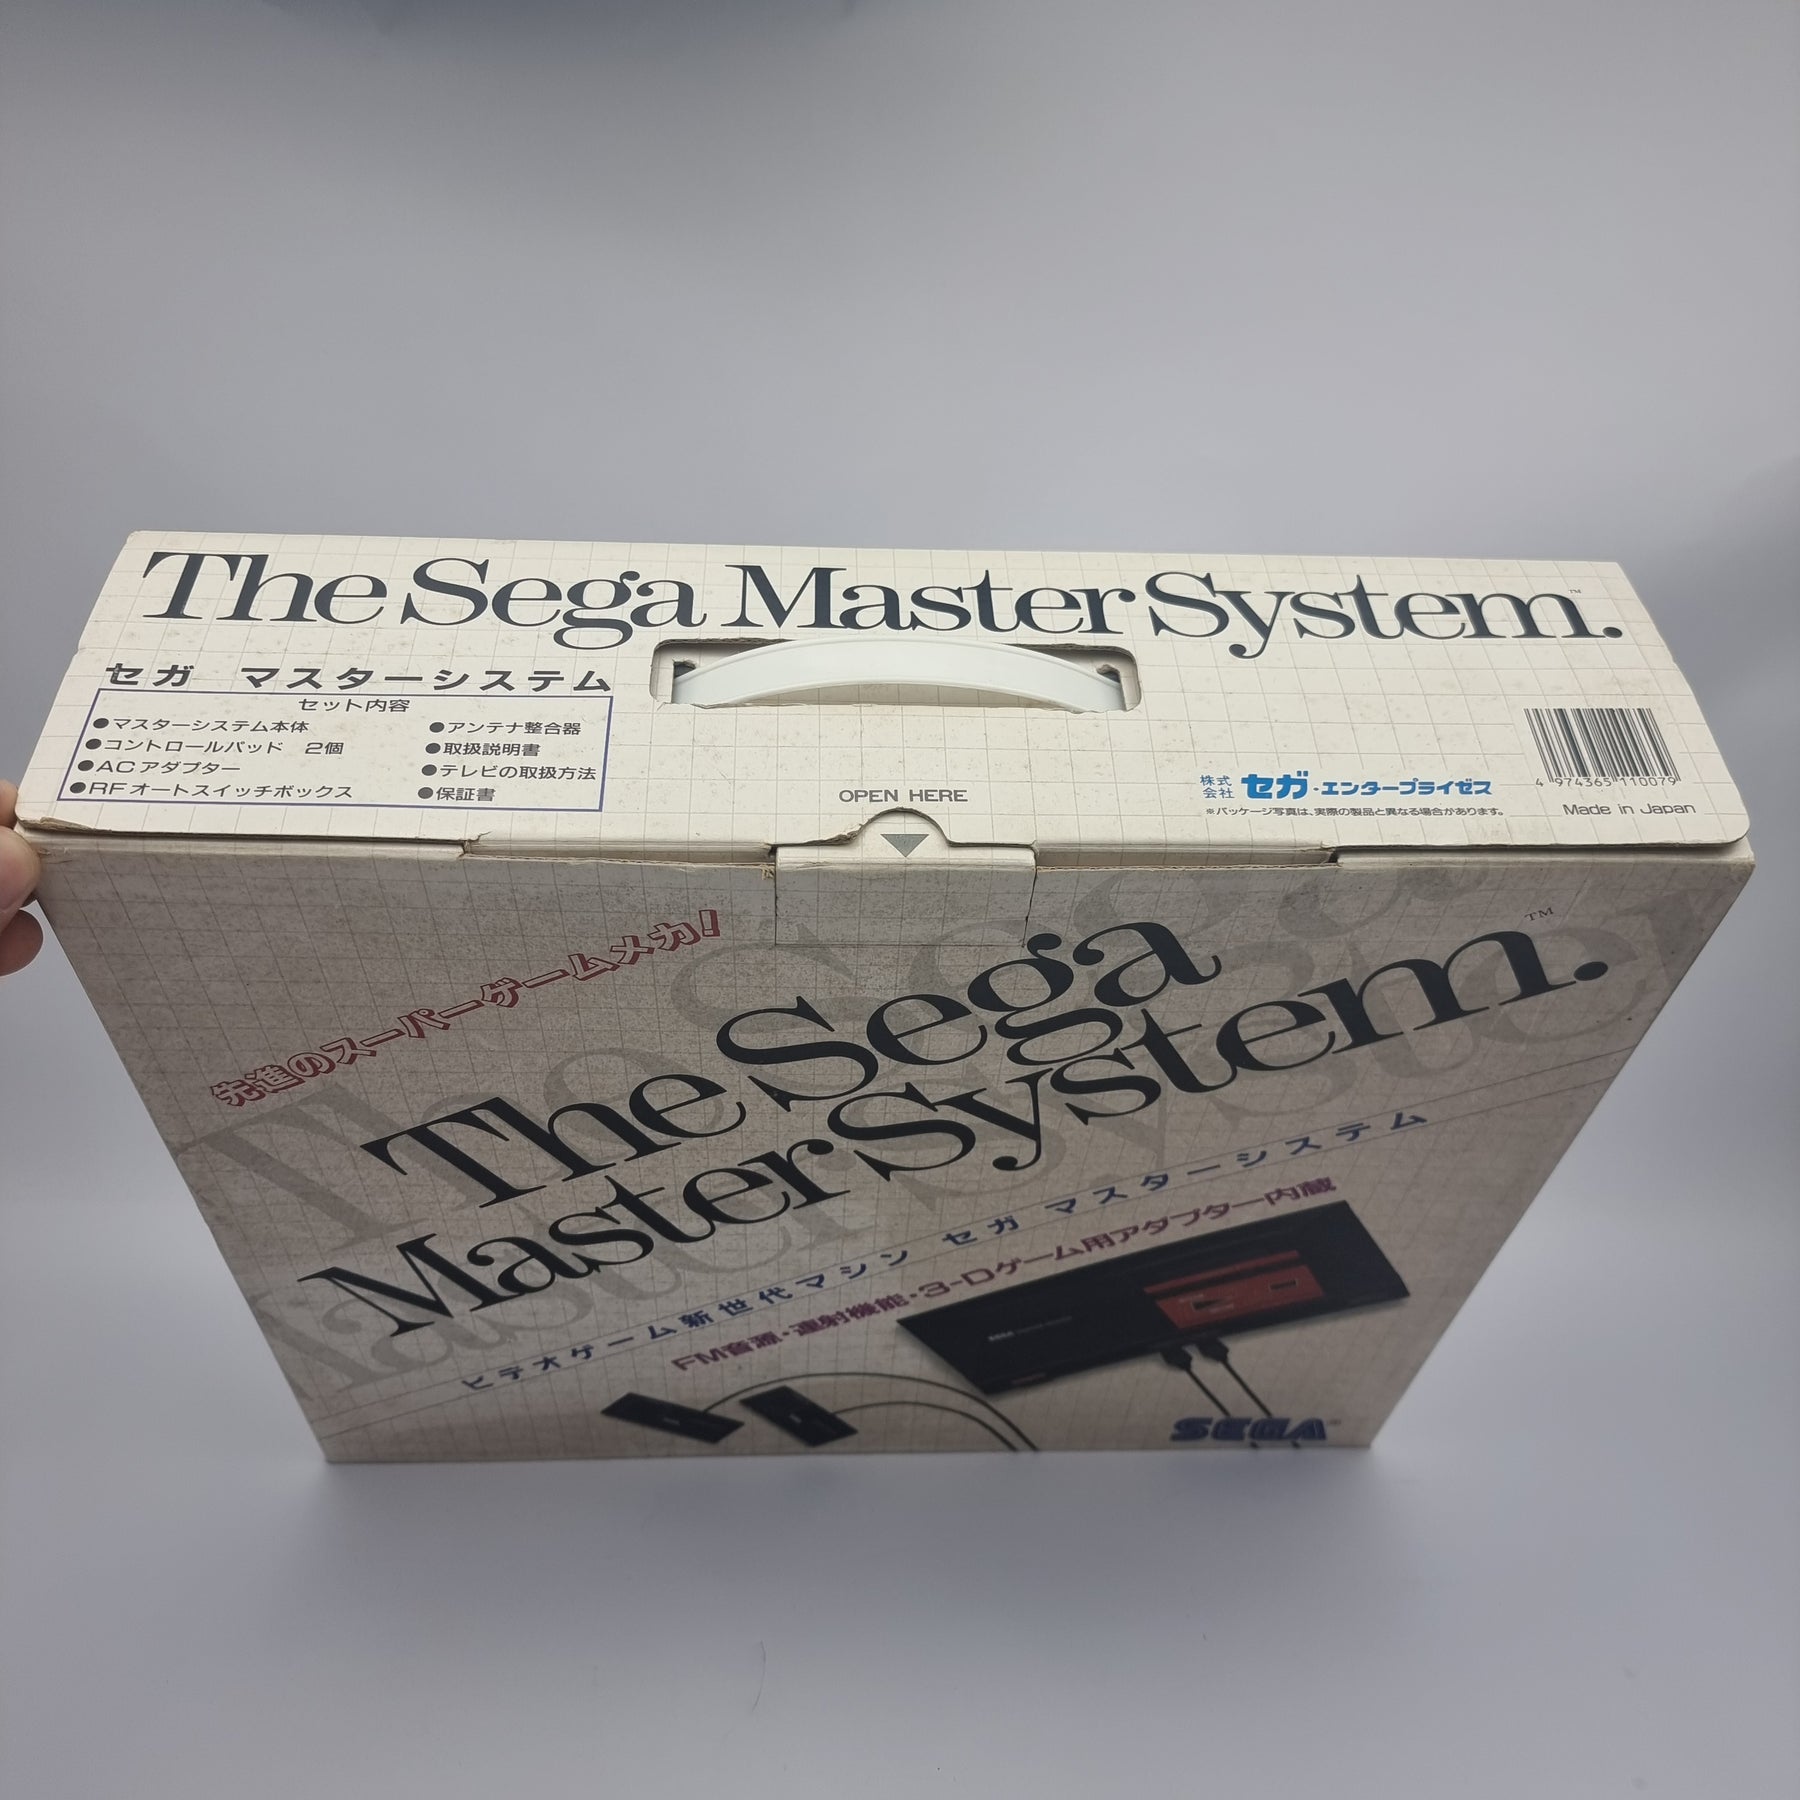 The Sega Master System.™
セガ マスターシステム
セット内容
●マスターシステム本体
●コントロールパッド 2個
●ACアダプター
●RFオートスイッチボックス
●アンテナ整合器
●取扱説明書
●テレビの取扱方法
●保証書
OPEN HERE
株式会社 セガ・エンタープライゼス
※パッケージ写真は、実際の製品と異なる場合があります。
4 974365 110079
Made in Japan
先進のスーパーゲームメカ!
The Sega
Master System.™
ビデオゲーム新世代マシン セガ マスターシステム
FM音源・連射機能・3-Dゲーム用アダプター内蔵
SEGA